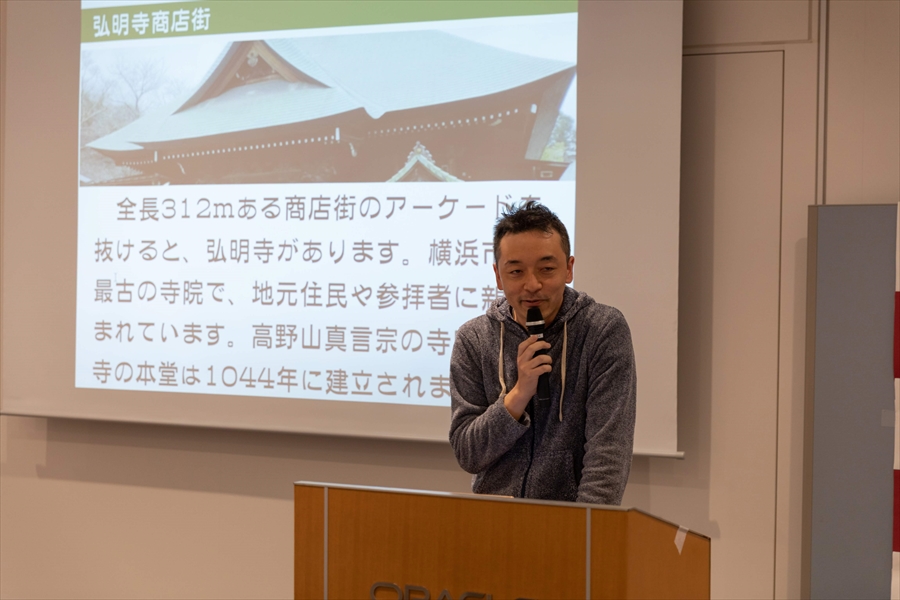 弘明寺商店街
全長312mある商店街のアーケードを
抜けると、弘明寺があります。横浜市
最古の寺院で、地元住民や参拝者に親
まれています。高野山真言宗の寺
寺の本堂は1044年に建立されま
ORACLE